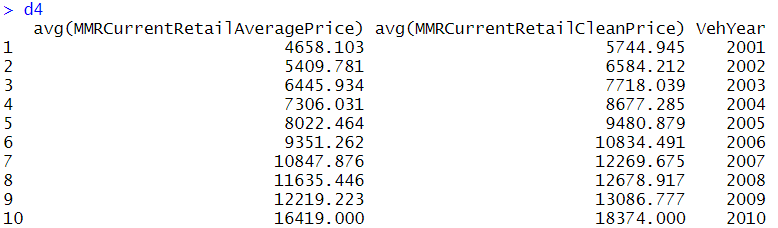 > d4
avg(MMRCurrentRetailAveragePrice) avg(MMRCurrentRetailCleanPrice) VehYear
1 4658.103 5744.945 2001
2 5409.781 6584.212 2002
3 6445.934 7718.039 2003
4 7306.031 8677.285 2004
5 8022.464 9480.879 2005
6 9351.262 10834.491 2006
7 10847.876 12269.675 2007
8 11635.446 12678.917 2008
9 12219.223 13086.777 2009
10 16419.000 18374.000 2010